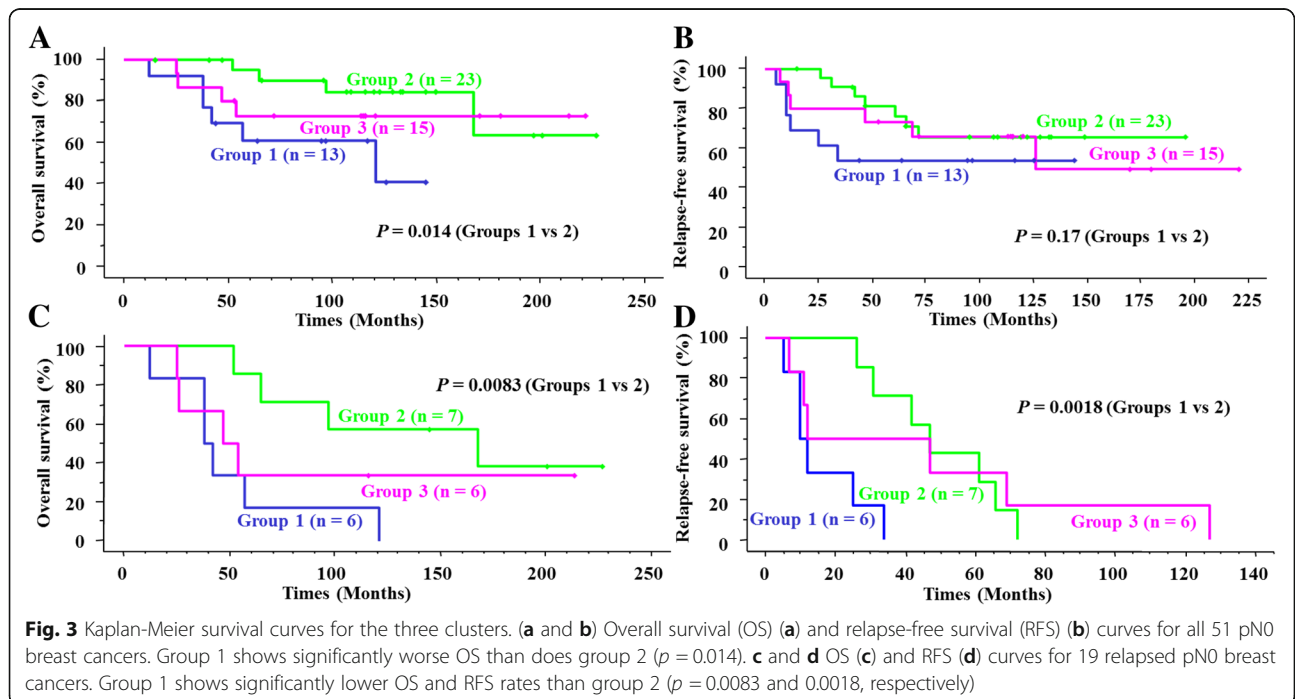 A
Overall survival (%)
100
80
60
40
20
0
Group 2 (n = 23)
Group 3 (n = 15)
Group 1 (n = 13)
P = 0.014 (Groups 1 vs 2)
0 50 100 150 200 250
Times (Months)
B
Relapse-free survival (%)
100
80
60
40
20
0
Group 2 (n = 23)
Group 3 (n = 15)
Group 1 (n = 13)
P = 0.17 (Groups 1 vs 2)
0 25 50 75 100 125 150 175 200 225
Times (Months)
C
Overall survival (%)
100
80
60
40
20
0
P = 0.0083 (Groups 1 vs 2)
Group 2 (n = 7)
Group 3 (n = 6)
Group 1 (n = 6)
0 50 100 150 200 250
Times (Months)
D
Relapse-free survival (%)
100
80
60
40
20
0
P = 0.0018 (Groups 1 vs 2)
Group 2 (n = 7)
Group 1 (n = 6)
Group 3 (n = 6)
0 20 40 60 80 100 120 140
Times (Months)
Fig. 3 Kaplan-Meier survival curves for the three clusters. (a and b) Overall survival (OS) (a) and relapse-free survival (RFS) (b) curves for all 51 pN0
breast cancers. Group 1 shows significantly worse OS than does group 2 (p = 0.014). c and d OS (c) and RFS (d) curves for 19 relapsed pN0 breast
cancers. Group 1 shows significantly lower OS and RFS rates than group 2 (p = 0.0083 and 0.0018, respectively)